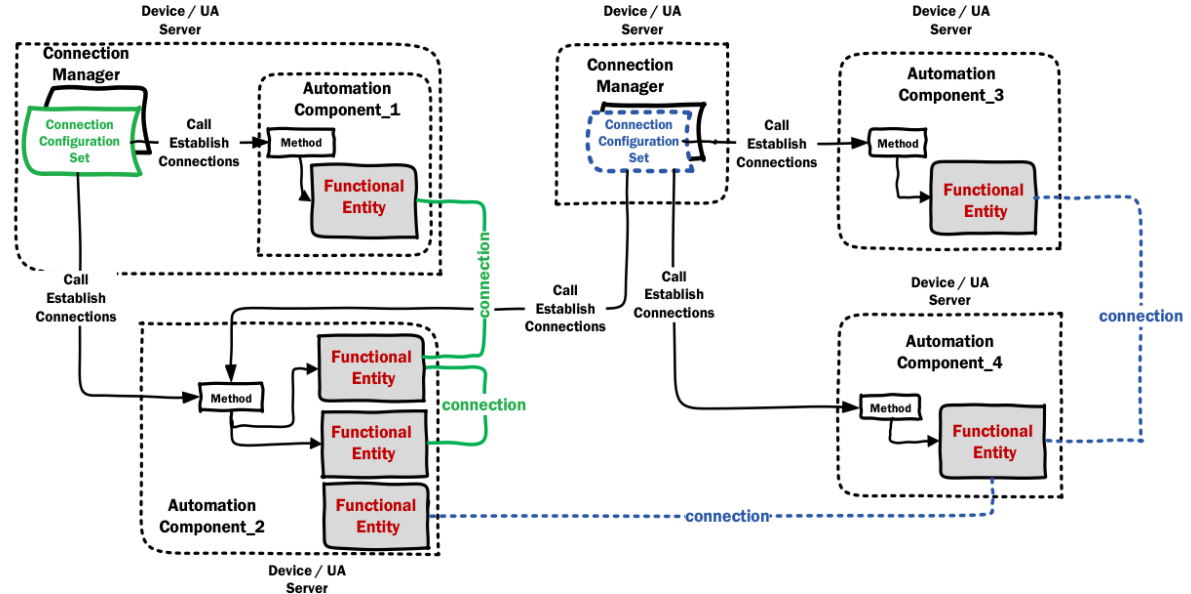 Device / UA
Server
Connection
Manager
Connection
Configuration
Set
Call
Establish
Connections
Automation
Component_1
Method
Functional
Entity
connection
Call
Establish
Connections
Method
Functional
Entity
Functional
Entity
Functional
Entity
connection
Automation
Component_2
Device / UA
Server
Device / UA
Server
Connection
Manager
Connection
Configuration
Set
Call
Establish
Connections
Call
Establish
Connections
Call
Establish
Connections
Device / UA
Server
Automation
Component_3
Method
Functional
Entity
connection
Device / UA
Server
Automation
Component_4
Method
Functional
Entity
connection